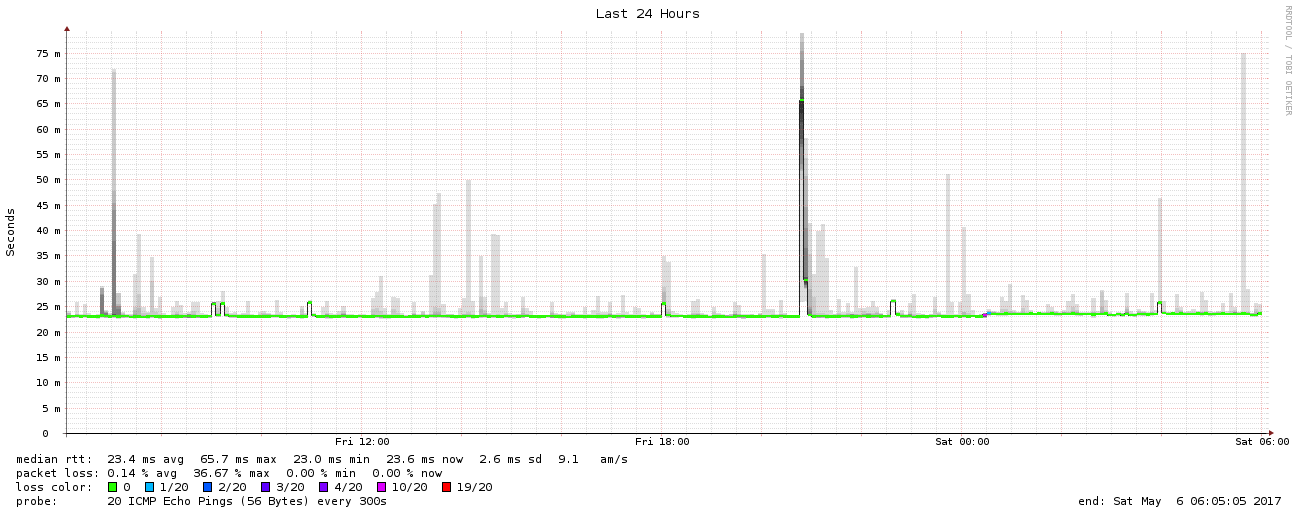 Last 24 Hours
RRDTOOL / TOBI OETIKER
Seconds
75 m
70 m
65 m
60 m
55 m
50 m
45 m
40 m
35 m
30 m
25 m
20 m
15 m
10 m
5 m
0
Fri 12:00 Fri 18:00 Sat 00:00 Sat 06:00
median rtt: 23.4 ms avg 65.7 ms max 23.0 ms min 23.6 ms now 2.6 ms sd 9.1 am/s
packet loss: 0.14 % avg 36.67 % max 0.00 % min 0.00 % now
loss color: 0 1/20 2/20 3/20 4/20 10/20 19/20
probe: 20 ICMP Echo Pings (56 Bytes) every 300s end: Sat May 6 06:05:05 2017